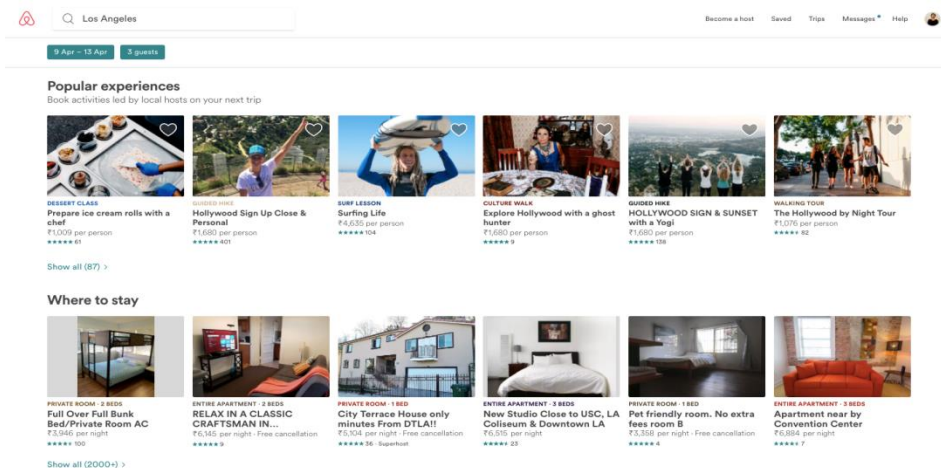 Los Angeles
Become a host Saved Trips Messages Help
9 Apr – 13 Apr 3 guests
Popular experiences
Book activities led by local hosts on your next trip
DESSERT CLASS
Prepare ice cream rolls with a
chef
₹1,009 per person
★★★★★ 61
GUIDED HIKE
Hollywood Sign Up Close &
Personal
₹1,680 per person
★★★★★ 401
SURF LESSON
Surfing Life
₹4,635 per person
★★★★★ 104
CULTURE WALK
Explore Hollywood with a ghost
hunter
₹1,680 per person
★★★★★ 9
GUIDED HIKE
HOLLYWOOD SIGN & SUNSET
with a Yogi
₹1,680 per person
★★★★★ 138
WALKING TOUR
The Hollywood by Night Tour
₹1,076 per person
★★★★★ 82
Show all (87) >
Where to stay
PRIVATE ROOM · 2 BEDS
Full Over Full Bunk
Bed/Private Room AC
₹3,946 per night
★★★★★ 100
ENTIRE APARTMENT · 2 BEDS
RELAX IN A CLASSIC
CRAFTSMAN IN...
₹6,145 per night · Free cancellation
★★★★★ 9
PRIVATE ROOM · 1 BED
City Terrace House only
minutes From DTLA!!
₹5,104 per night · Free cancellation
★★★★★ 36 · Superhost
ENTIRE APARTMENT · 3 BEDS
New Studio Close to USC, LA
Coliseum & Downtown LA
₹6,515 per night
★★★★★ 23
PRIVATE ROOM · 1 BED
Pet friendly room. No extra
fees room B
₹3,358 per night · Free cancellation
★★★★★ 4
ENTIRE APARTMENT · 3 BEDS
Apartment near by
Convention Center
₹6,884 per night
★★★★★ 7
Show all (2000+) >